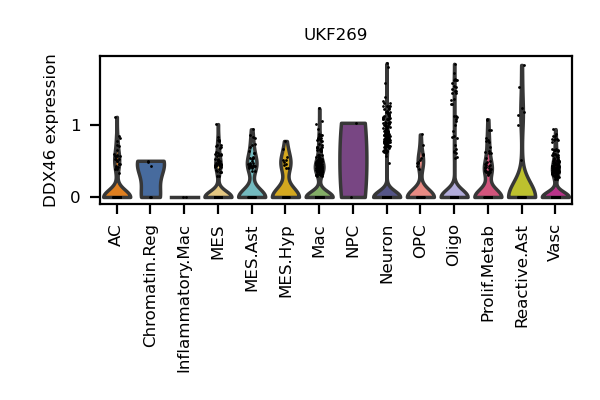 UKF269
DDX46 expression
1
0
AC
Chromatin.Reg
Inflammatory.Mac
MES
MES.Ast
MES.Hyp
Mac
NPC
Neuron
OPC
Oligo
Prolif.Metab
Reactive.Ast
Vasc